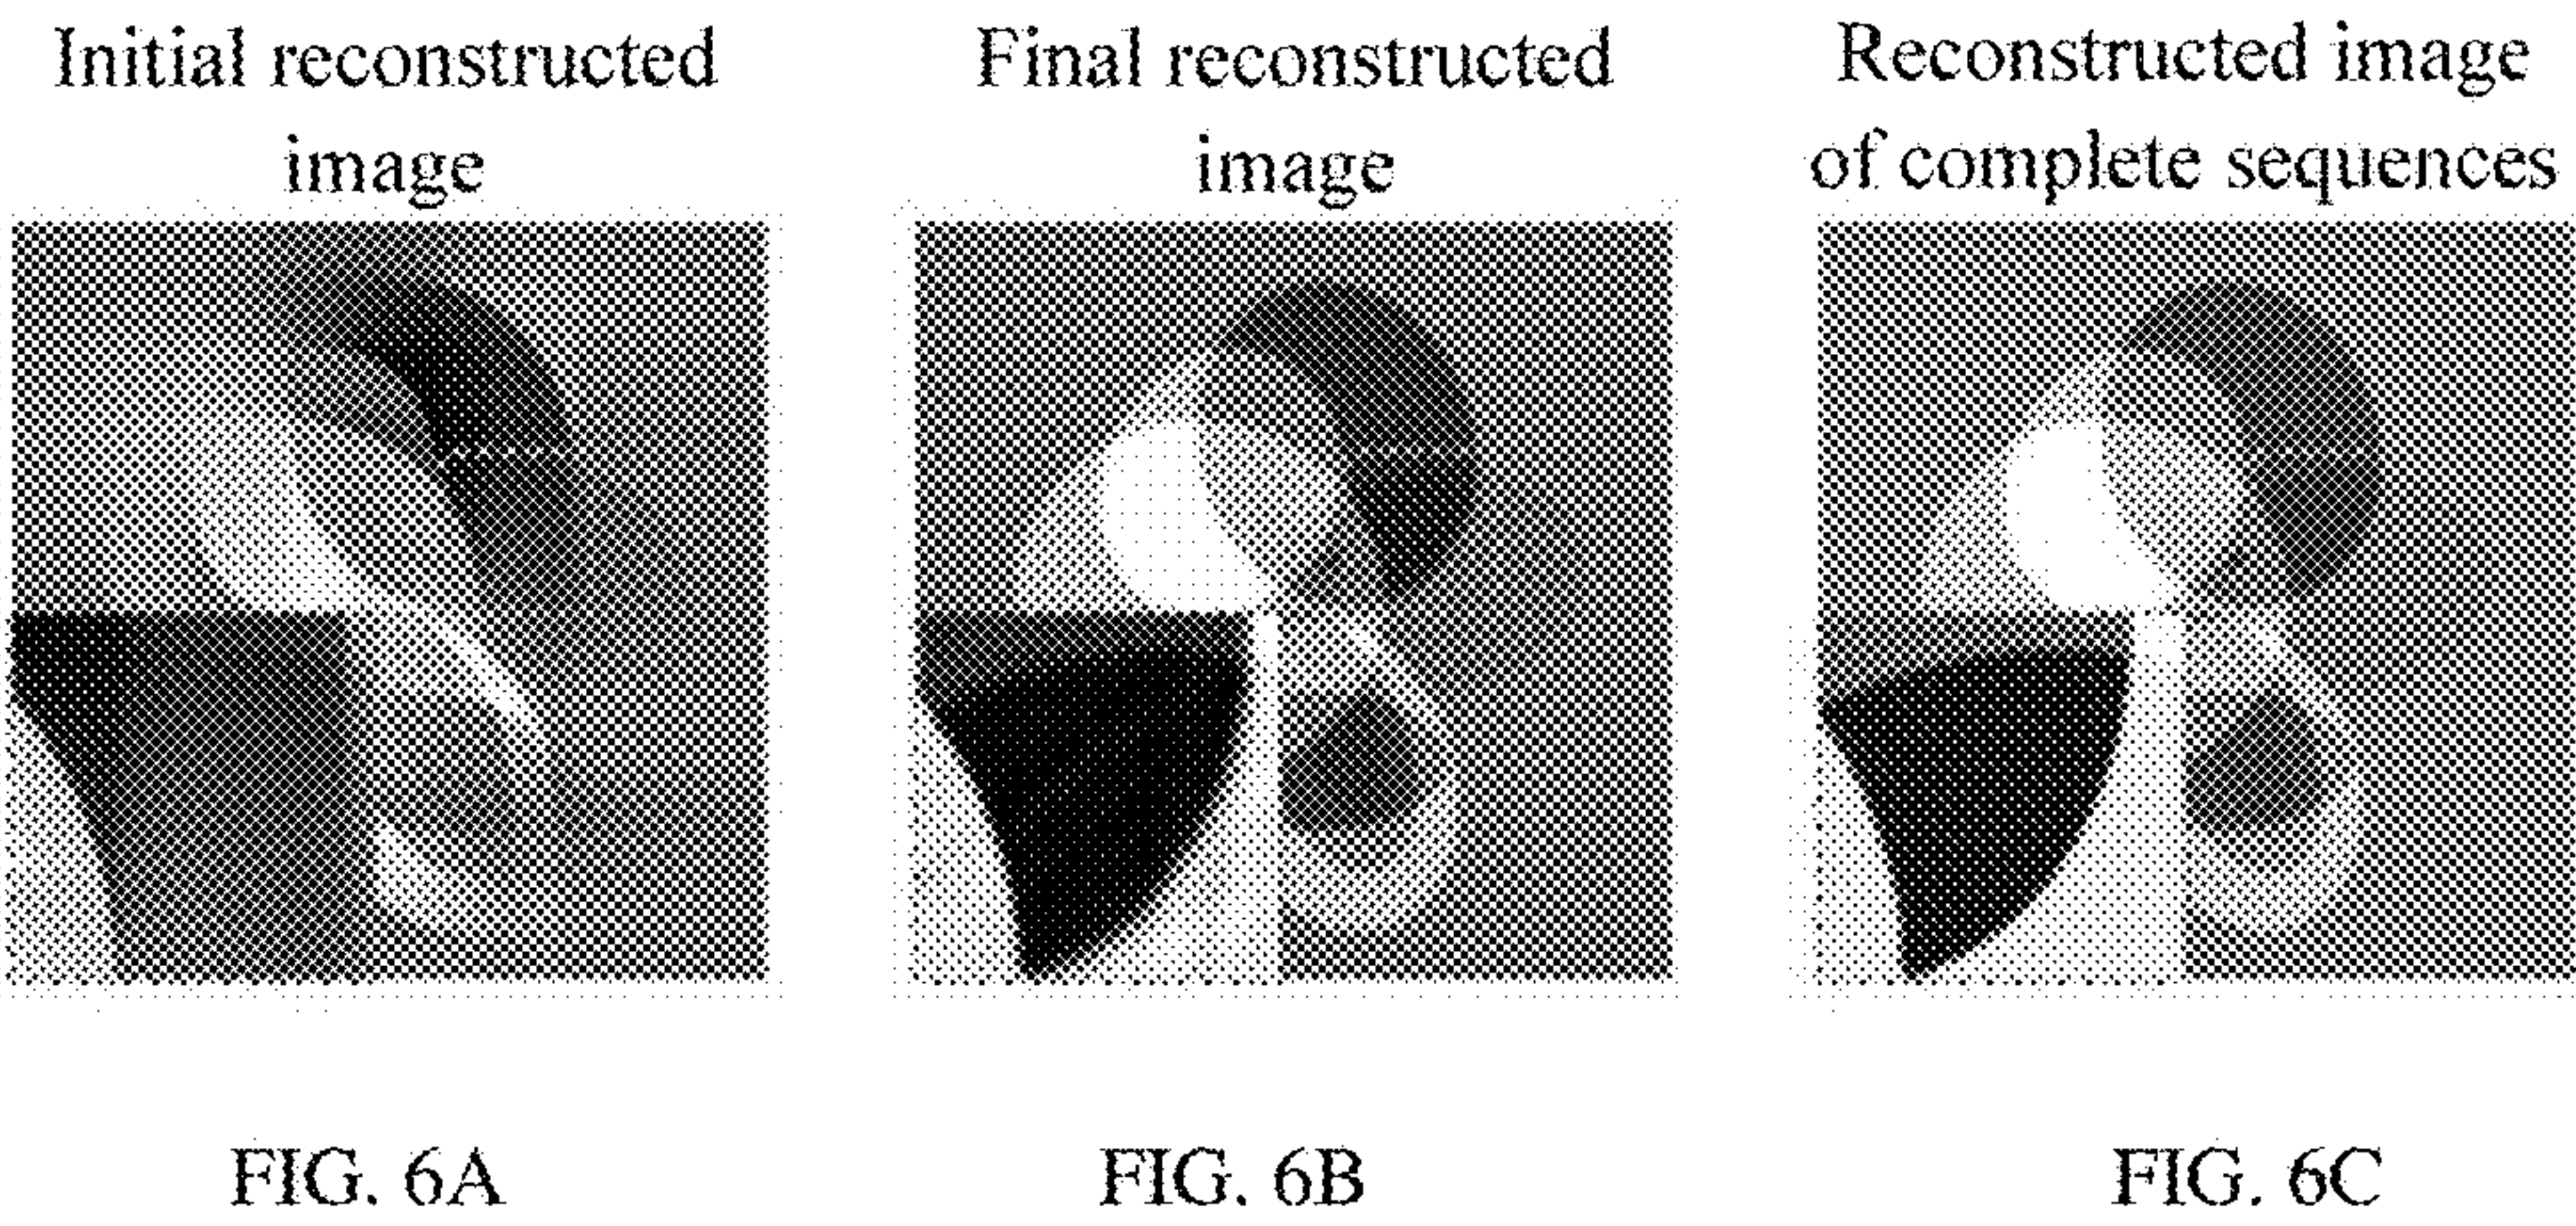 Initial reconstructed
image
Final reconstructed
image
Reconstructed image
of complete sequences
FIG. 6A
FIG. 6B
FIG. 6C